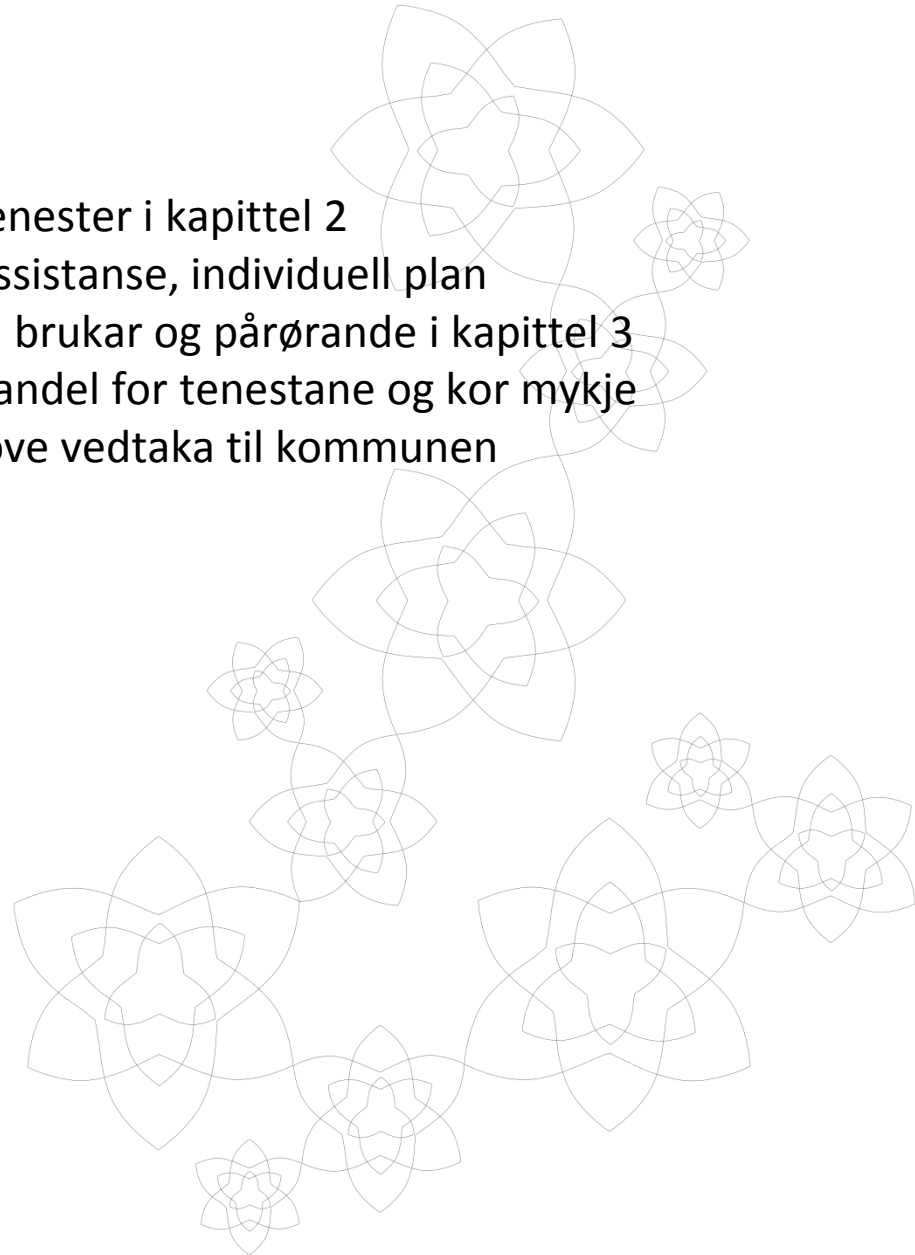 enester i kapittel 2
ssistanse, individuell plan
brukar og pårørande i kapittel 3
andel for tenestane og kor mykje
ve vedtaka til kommunen